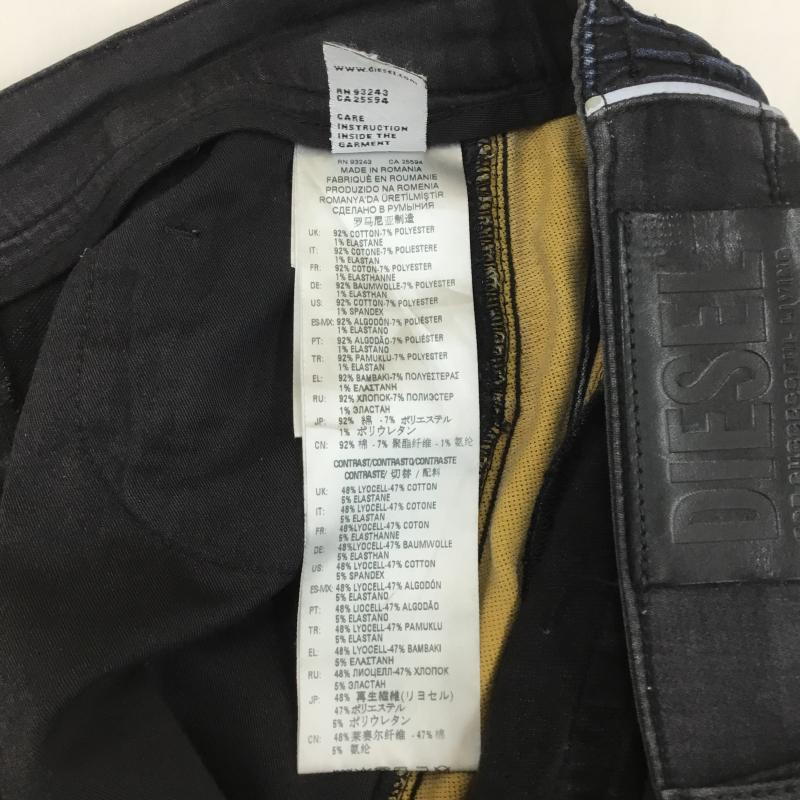 www.diesel.com
RN 93243
CA 25594
CARE
INSTRUCTION
INSIDE THE
GARMENT
RN 93243 CA 25594
MADE IN ROMANIA
FABRIQUÉ EN ROUMANIE
PRODUZIDO NA ROMENIA
ROMANYA'DA ÜRETİLMİŞTİR
СДЕЛАНО В РУМЫНИЯ
罗马尼亚制造
UK: 92% COTTON-7% POLYESTER
1% ELASTANE
IT: 92% COTONE-7% POLIESTERE
1% ELASTAN
FR: 92% COTON-7% POLYESTER
1% ELASTHANNE
DE: 92% BAUMWOLLE-7% POLYESTER
1% ELASTHAN
US: 92% COTTON-7% POLYESTER
1% SPANDEX
ES-MX: 92% ALGODÓN-7% POLIÉSTER
1% ELASTANO
PT: 92% ALGODÃO-7% POLIÉSTER
1% ELASTANO
TR: 92% PAMUKLU-7% POLYESTER
1% ELASTAN
EL: 92% ΒΑΜΒΑΚΙ-7% ΠΟΛΥΕΣΤΕΡΑΣ
1% ΕΛΑΣΤΑΝΗ
RU: 92% ХЛОПОК-7% ПОЛИЭСТЕР
1% ЭЛАСТАН
JP: 92% 綿 -7% ポリエステル
1% ポリウレタン
CN: 92% 棉 -7% 聚酯纤维 -1% 氨纶
CONTRAST/CONTRASTO/CONTRASTE
CONTRASTE/ 切替 / 配料
UK: 48% LYOCELL-47% COTTON
5% ELASTANE
IT: 48% LYOCELL-47% COTONE
5% ELASTAN
FR: 48%LYOCELL-47% COTON
5% ELASTHANNE
DE: 48%LYOCELL-47% BAUMWOLLE
5% ELASTHAN
US: 48% LYOCELL-47% COTTON
5% SPANDEX
ES-MX: 48% LYOCELL-47% ALGODÓN
5% ELASTANO
PT: 48% LIOCELL-47% ALGODÃO
5% ELASTANO
TR: 48% LYOCELL-47% PAMUKLU
5% ELASTAN
EL: 48% LYOCELL-47% ΒΑΜΒΑΚΙ
5% ΕΛΑΣΤΑΝΗ
RU: 48% ЛИОЦЕЛЛ-47% ХЛОПОК
5% ЭЛАСТАН
JP: 48% 再生繊維(リヨセル)
47%ポリエステル
5% ポリウレタン
CN: 48% 莱赛尔纤维 -47% 棉
5% 氨纶
DIESEL